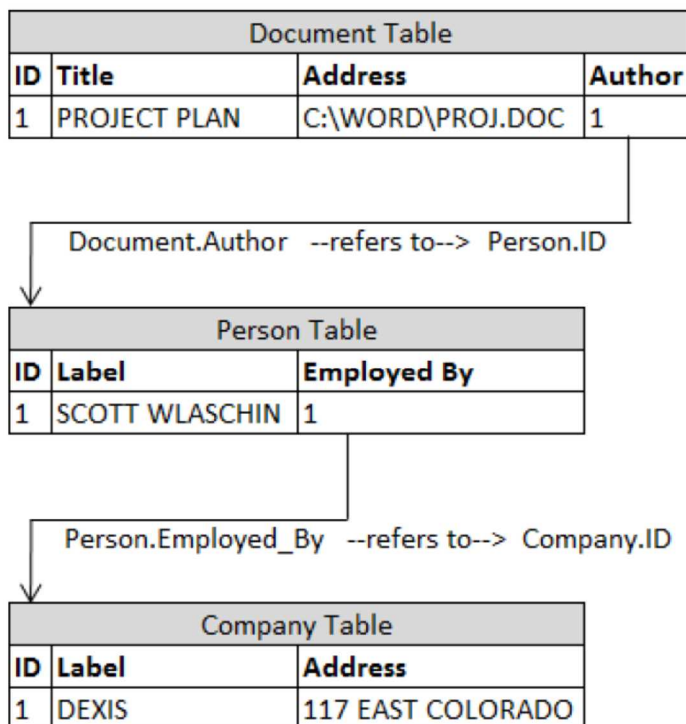 Document Table
ID Title Address Author
1 PROJECT PLAN C:\WORD\PROJ.DOC 1
Document.Author --refers to--> Person.ID
Person Table
ID Label Employed By
1 SCOTT WLASCHIN 1
Person.Employed_By --refers to--> Company.ID
Company Table
ID Label Address
1 DEXIS 117 EAST COLORADO